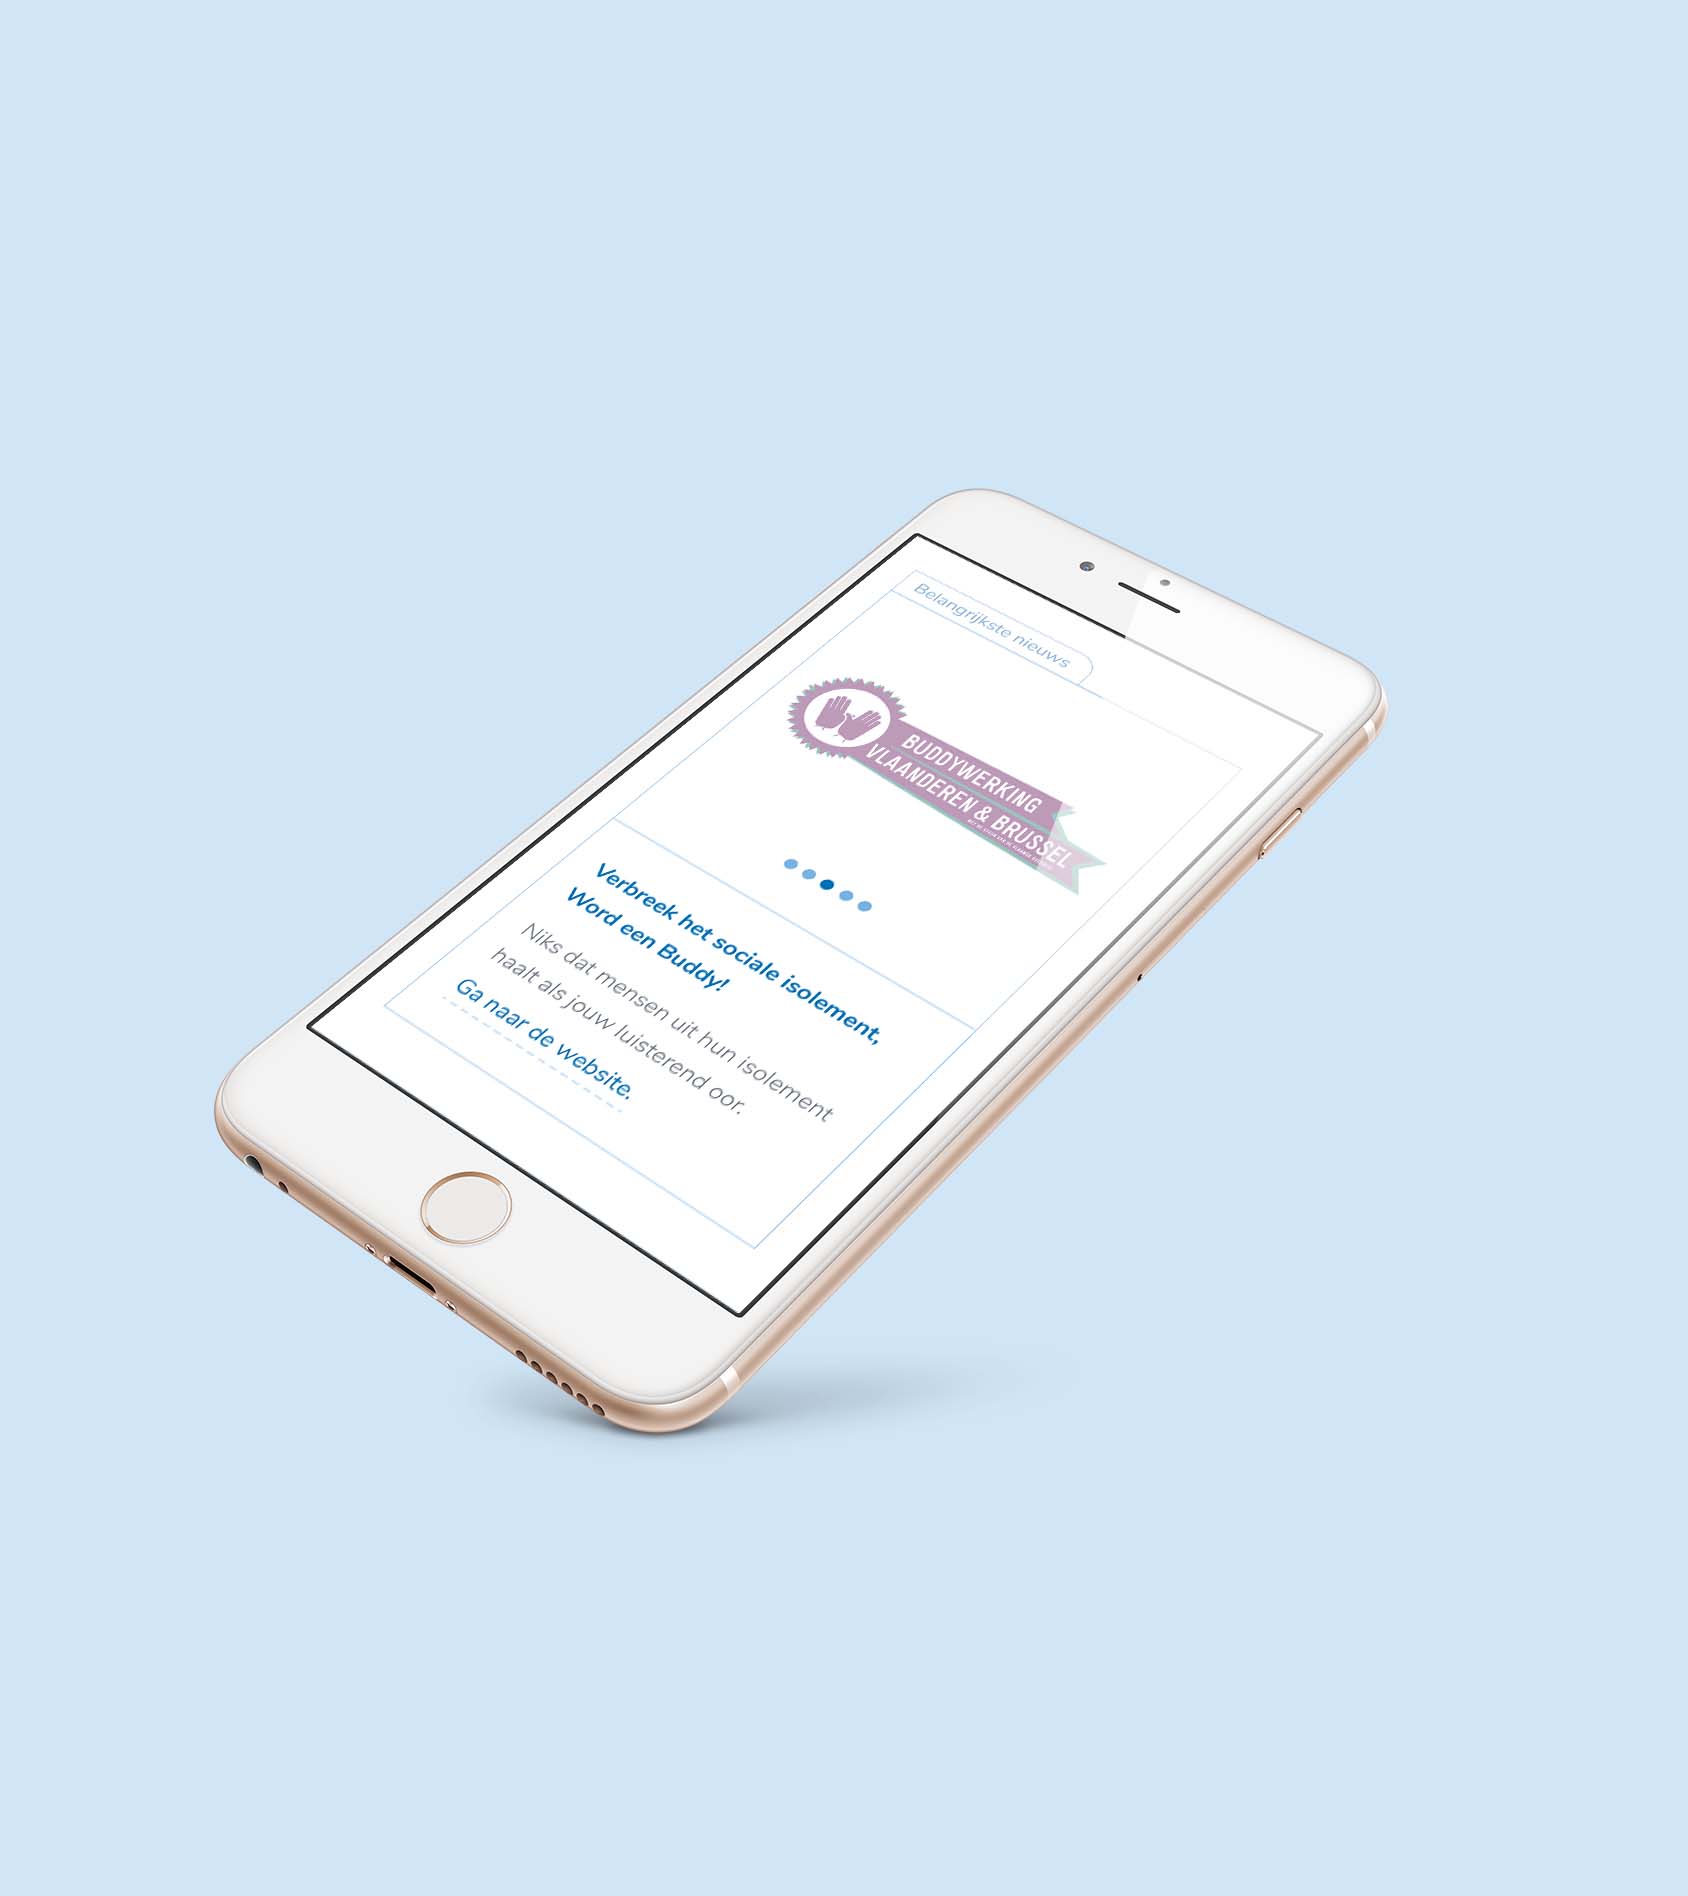 Belangrijkste nieuws
BUDDYWERKING
VLAANDEREN & BRUSSEL
Verbreek het sociale isolement,
Word een Buddy!
Niks dat mensen uit hun isolement
haalt als jouw luisterend oor.
Ga naar de website.